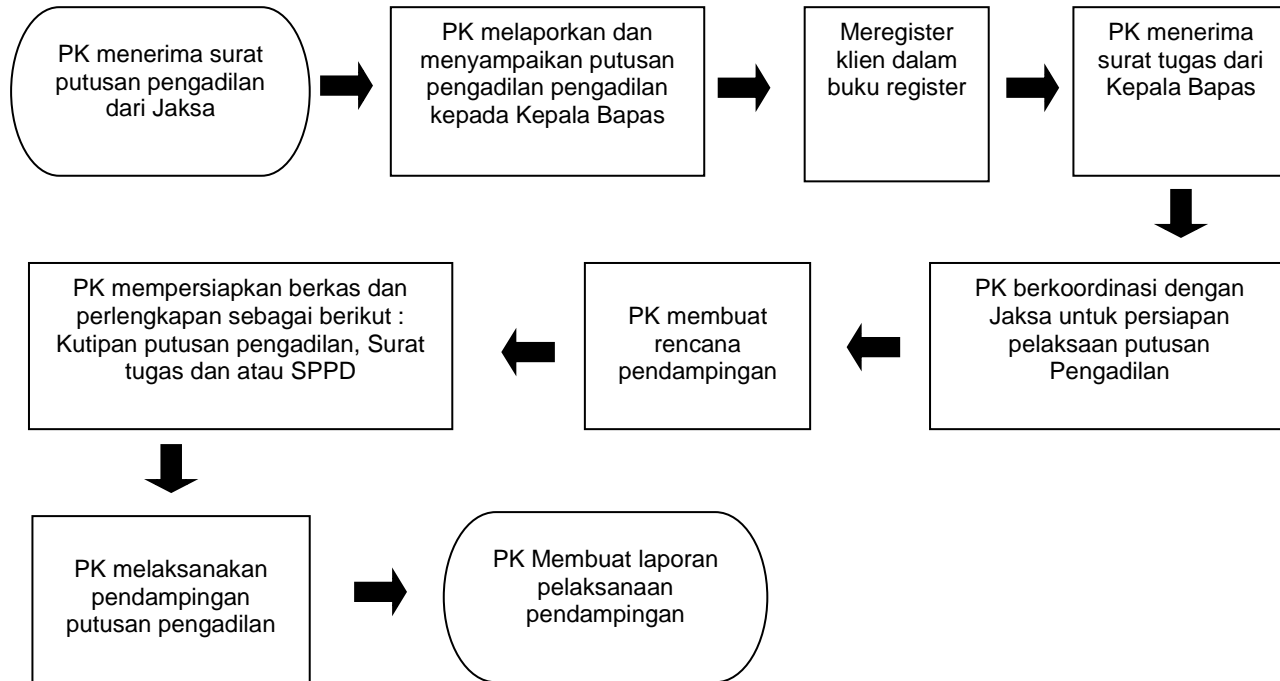 PK menerima surat
putusan pengadilan
dari Jaksa
PK melaporkan dan
menyampaikan putusan
pengadilan pengadilan
kepada Kepala Bapas
Meregister
klien dalam
buku register
PK menerima
surat tugas dari
Kepala Bapas
PK berkoordinasi dengan
Jaksa untuk persiapan
pelaksaan putusan
Pengadilan
PK membuat
rencana
pendampingan
PK mempersiapkan berkas dan
perlengkapan sebagai berikut :
Kutipan putusan pengadilan, Surat
tugas dan atau SPPD
PK melaksanakan
pendampingan
putusan pengadilan
PK Membuat laporan
pelaksanaan
pendampingan